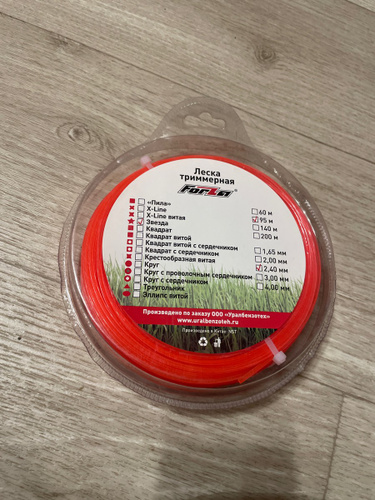 Леска
триммерная
Forza
«Пила»
X-Line
X-Line витая
Звезда
Квадрат
Квадрат витой
Квадрат витой с сердечником
Квадрат с сердечником
Крестообразная витая
Круг
Круг с проволочным сердечником
Круг с сердечником
Треугольник
Эллипс витой
60 м
95 м
140 м
200 м
1,65 мм
2,00 мм
2,40 мм
3,00 мм
4,00 мм
Произведено по заказу ООО «Уралбензотех»
www.uralbenzoteh.ru
Произведено в Китае